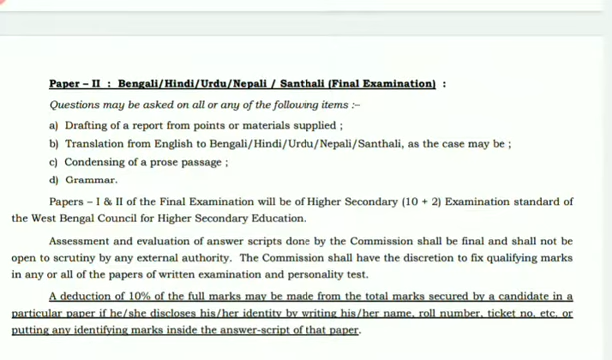 Paper – II : Bengali/Hindi/Urdu/Nepali / Santhali (Final Examination) :
Questions may be asked on all or any of the following items :–
a) Drafting of a report from points or materials supplied ;
b) Translation from English to Bengali/Hindi/Urdu/Nepali/Santhali, as the case may be ;
c) Condensing of a prose passage ;
d) Grammar.
Papers – I & II of the Final Examination will be of Higher Secondary (10 + 2) Examination standard of
the West Bengal Council for Higher Secondary Education.
Assessment and evaluation of answer scripts done by the Commission shall be final and shall not be
open to scrutiny by any external authority. The Commission shall have the discretion to fix qualifying marks
in any or all of the papers of written examination and personality test.
A deduction of 10% of the full marks may be made from the total marks secured by a candidate in a
particular paper if he/she discloses his/her identity by writing his/her name, roll number, ticket no, etc. or
putting any identifying marks inside the answer-script of that paper.